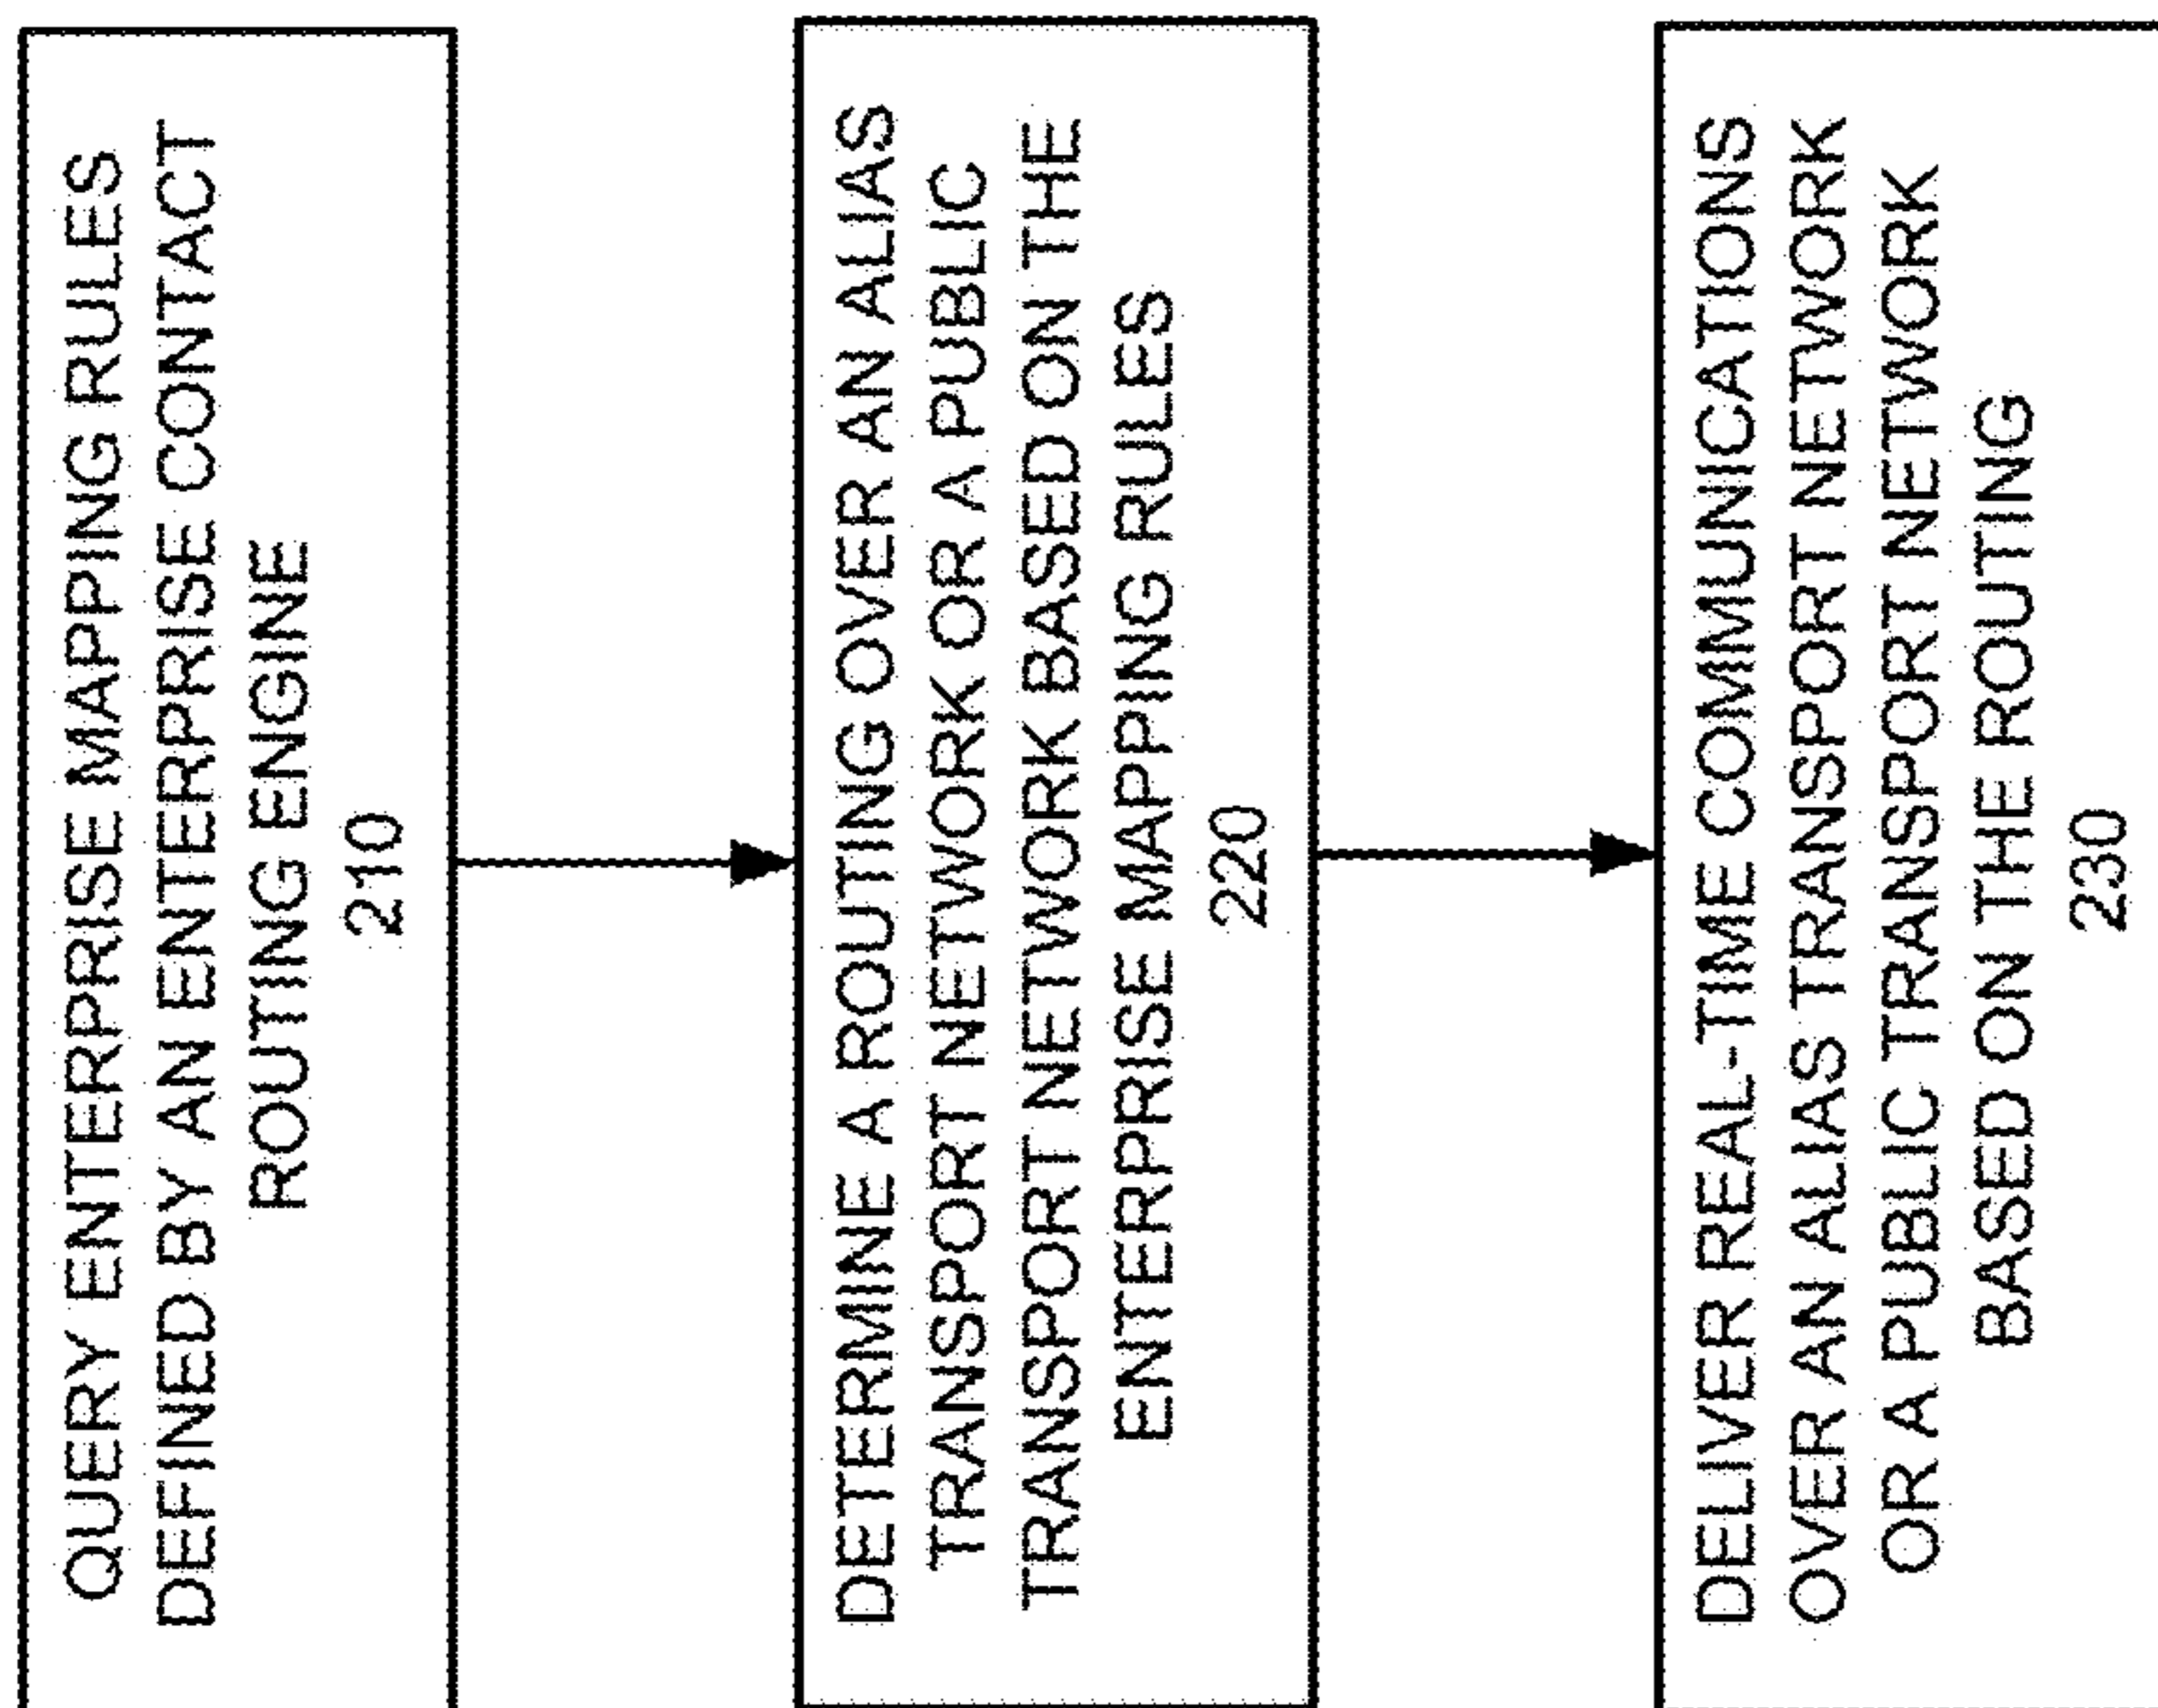 QUERY ENTERPRISE MAPPING RULES
DEFINED BY AN ENTERPRISE CONTACT
ROUTING ENGINE
210
DETERMINE A ROUTING OVER AN ALIAS
TRANSPORT NETWORK OR A PUBLIC
TRANSPORT NETWORK BASED ON THE
ENTERPRISE MAPPING RULES
220
DELIVER REAL-TIME COMMUNICATIONS
OVER AN ALIAS TRANSPORT NETWORK
OR A PUBLIC TRANSPORT NETWORK
BASED ON THE ROUTING
230